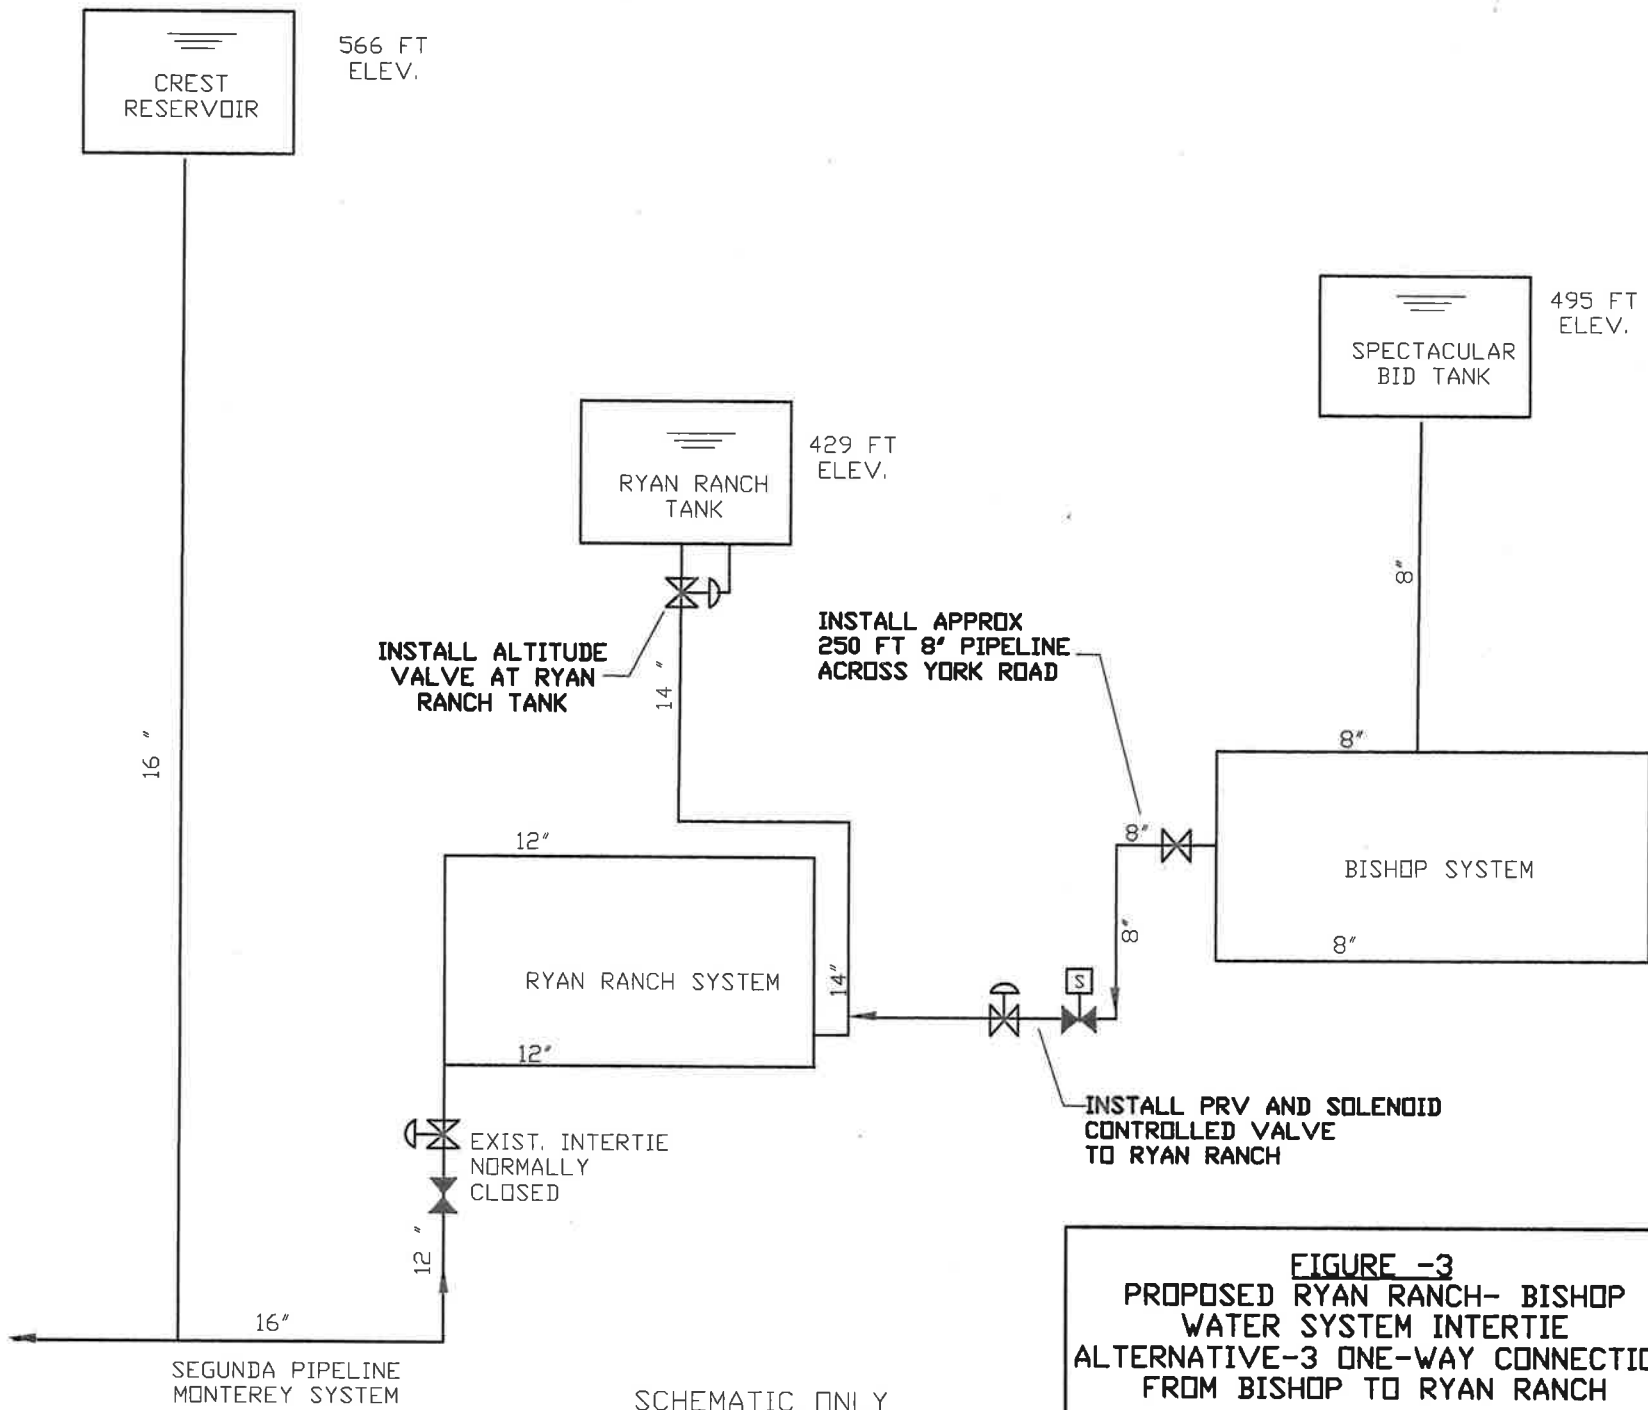 566 FT
ELEV.
CREST
RESERVOIR
495 FT
ELEV.
SPECTACULAR
BID TANK
429 FT
ELEV.
RYAN RANCH
TANK
8"
INSTALL ALTITUDE
VALVE AT RYAN
RANCH TANK
14 "
INSTALL APPROX
250 FT 8" PIPELINE
ACROSS YORK ROAD
16 "
8"
12"
8"
BISHOP SYSTEM
8"
8"
RYAN RANCH SYSTEM
14"
S
12"
INSTALL PRV AND SOLENOID
CONTROLLED VALVE
TO RYAN RANCH
EXIST. INTERTIE
NORMALLY
CLOSED
12 "
16"
SEGUNDA PIPELINE
MONTEREY SYSTEM
SCHEMATIC ONLY
FIGURE -3
PROPOSED RYAN RANCH- BISHOP
WATER SYSTEM INTERTIE
ALTERNATIVE-3 ONE-WAY CONNECTIO
FROM BISHOP TO RYAN RANCH